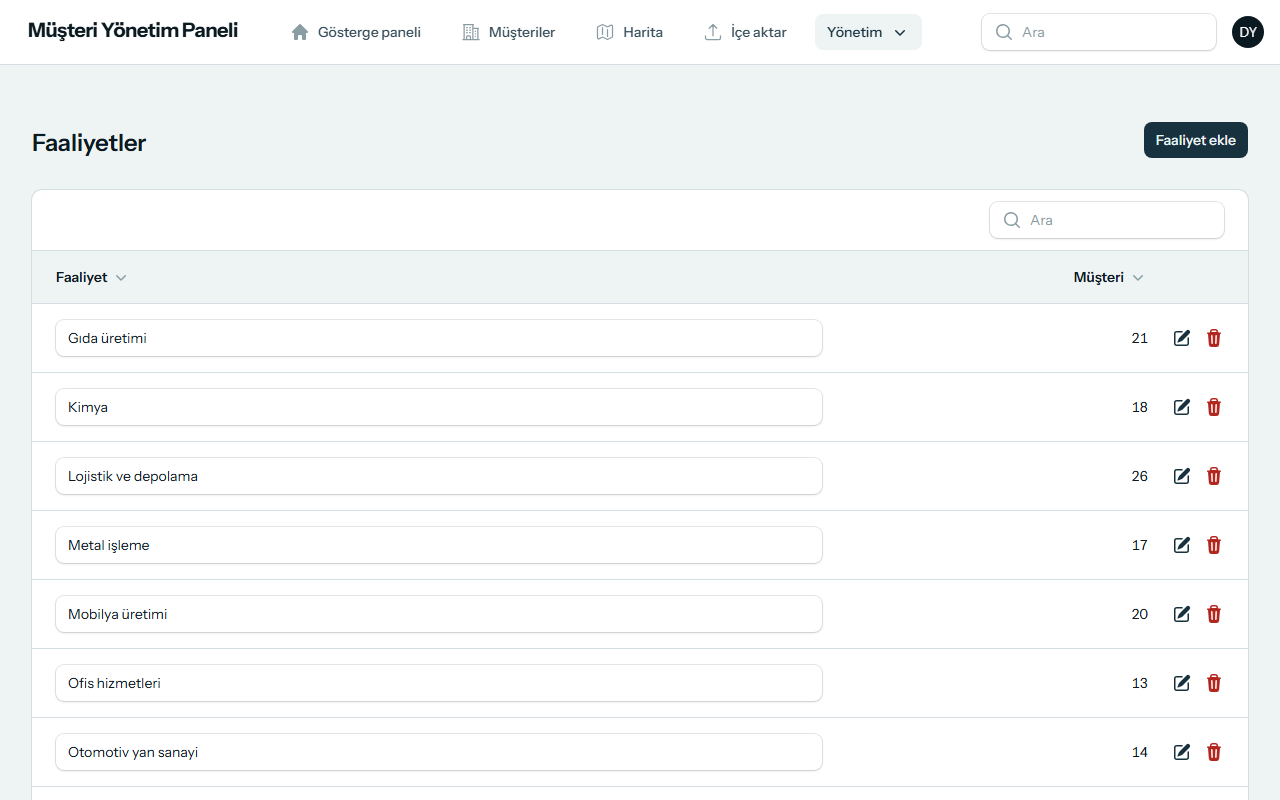 Müşteri Yönetim Paneli
Gösterge paneli
Müşteriler
Harita
İçe aktar
Yönetim
Ara
DY
Faaliyetler
Faaliyet ekle
Ara
Faaliyet
Müşteri
Gıda üretimi 21
Kimya 18
Lojistik ve depolama 26
Metal işleme 17
Mobilya üretimi 20
Ofis hizmetleri 13
Otomotiv yan sanayi 14